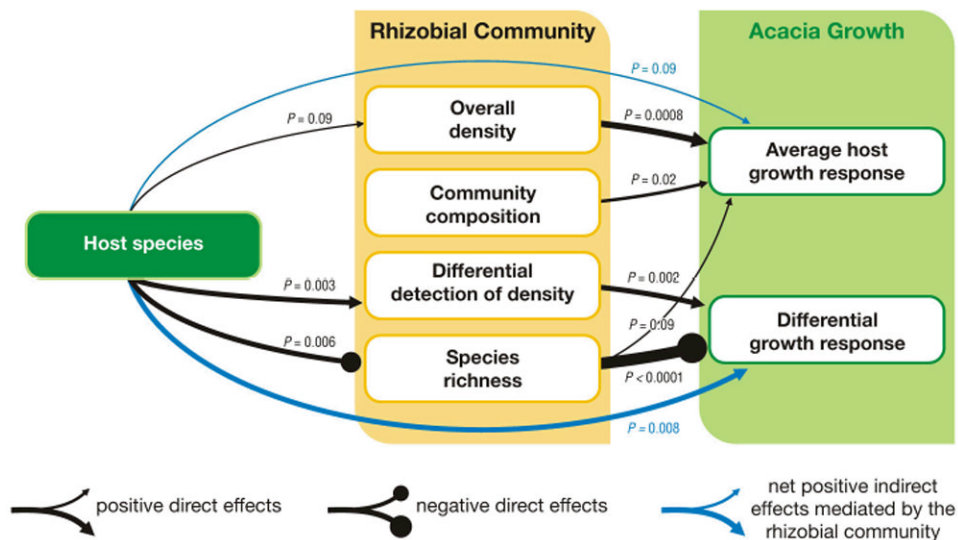 Rhizobial Community
Acacia Growth
P = 0.09
Overall
density
P = 0.09
P = 0.0008
Average host
growth response
Community
composition
P = 0.02
Host species
Differential
detection of density
P = 0.003
P = 0.002
Differential
growth response
P = 0.09
P = 0.006
Species
richness
P < 0.0001
P = 0.008
positive direct effects
negative direct effects
net positive indirect
effects mediated by the
rhizobial community